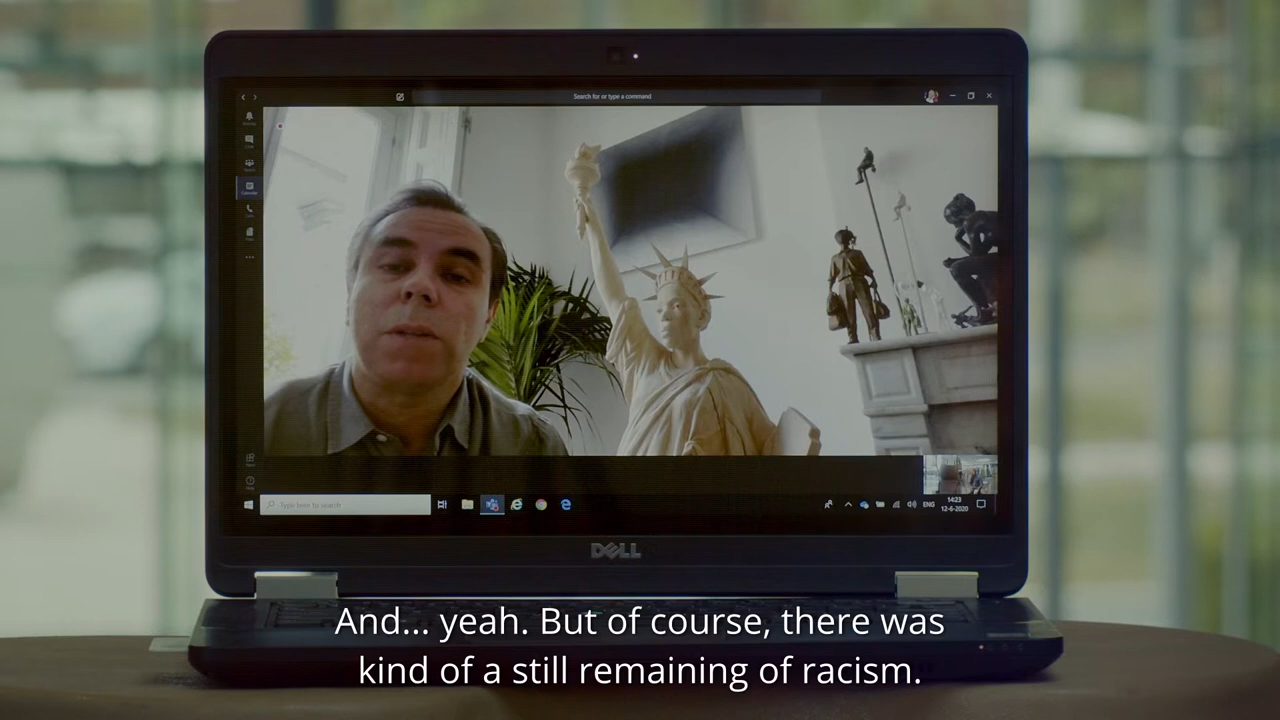 Search for or type a command
Calendar
Type here to search
ENG
14:23
12-6-2020
DELL
And... yeah. But of course, there was
kind of a still remaining of racism.